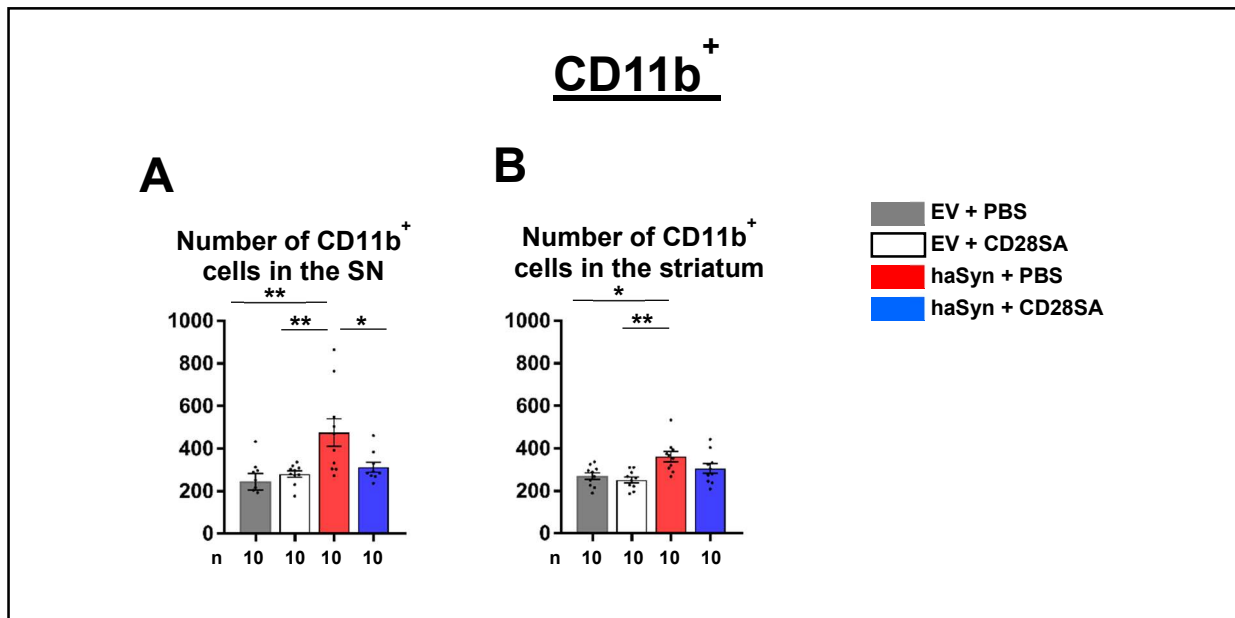 CD11b+
A
Number of CD11b+
cells in the SN
**
** *
1000
800
600
400
200
0
n 10 10 10 10
B
Number of CD11b+
cells in the striatum
*
**
1000
800
600
400
200
0
n 10 10 10 10
EV + PBS
EV + CD28SA
haSyn + PBS
haSyn + CD28SA